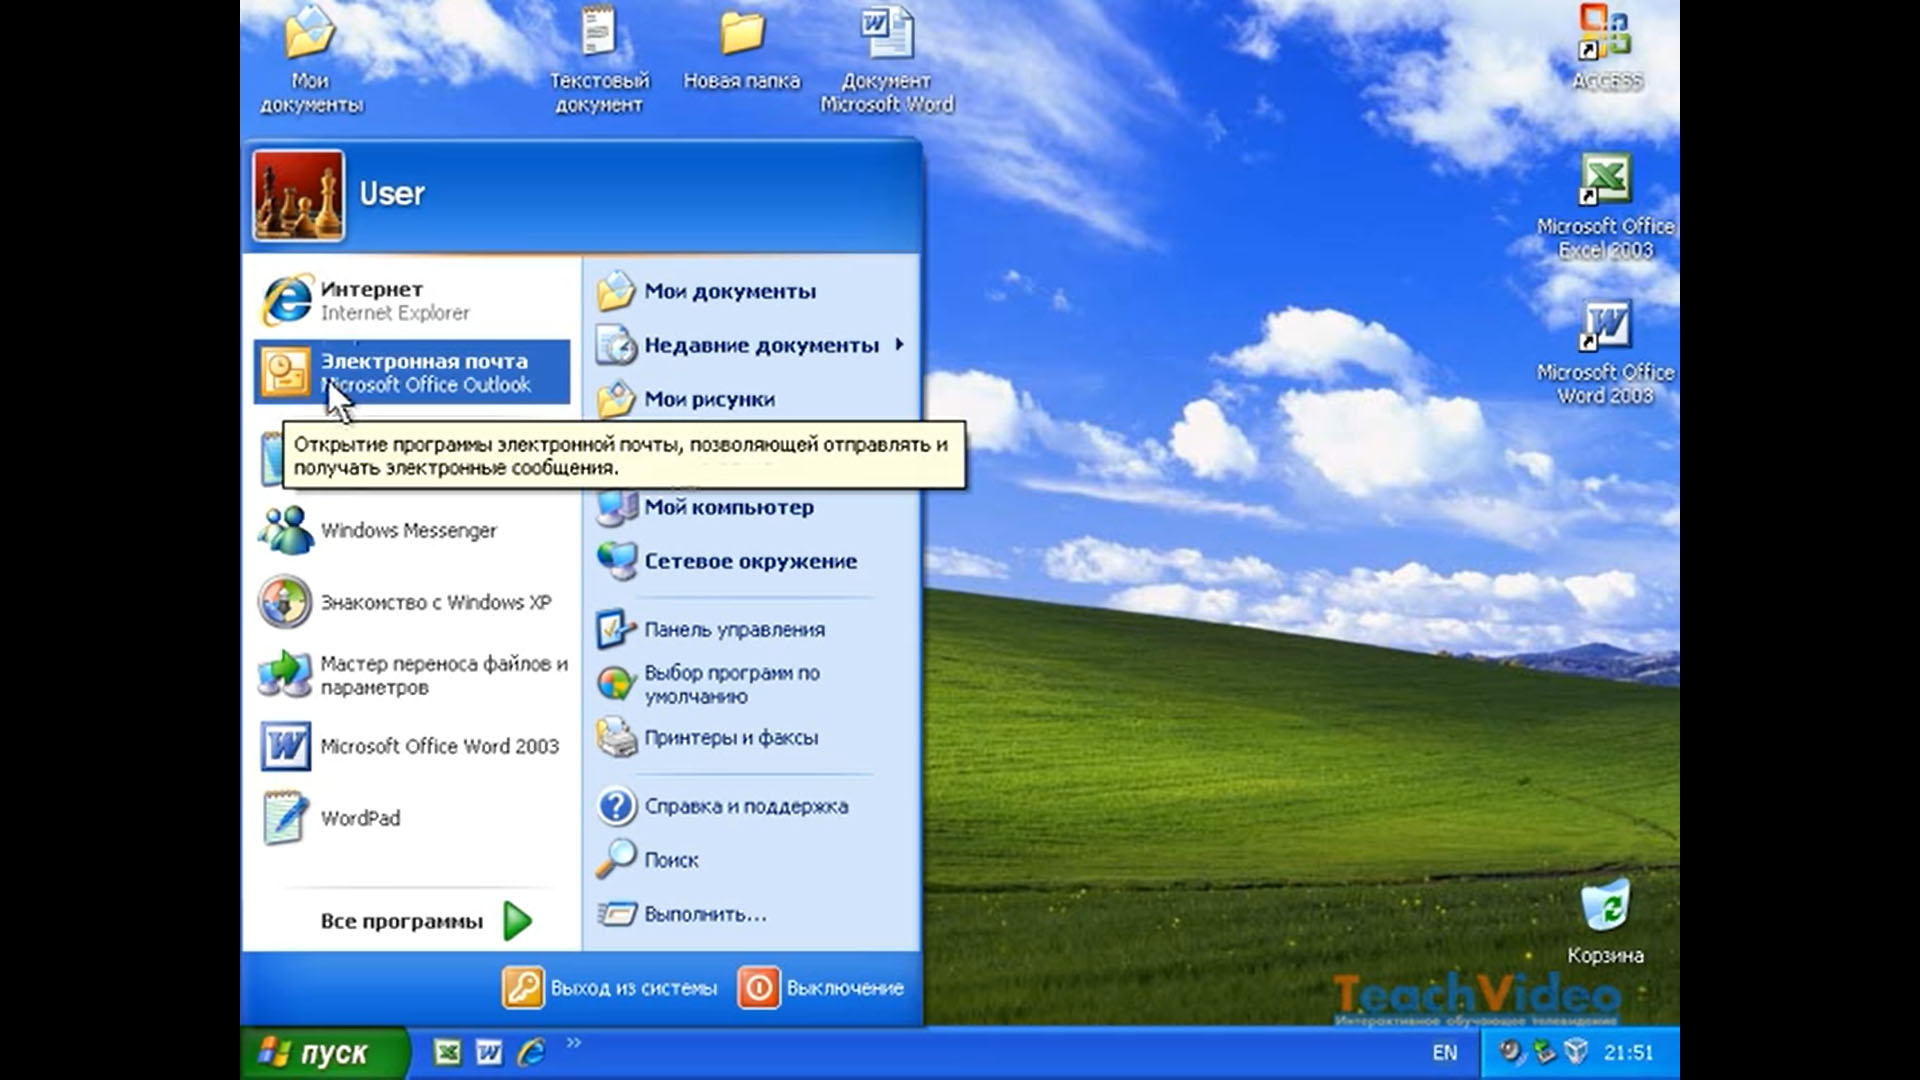 Мои
документы
Текстовый
документ
Новая папка
Документ
Microsoft Word
ACCESS
Microsoft Office
Excel 2003
Microsoft Office
Word 2003
User
Интернет
Internet Explorer
Электронная почта
Microsoft Office Outlook
Открытие программы электронной почты, позволяющей отправлять и
получать электронные сообщения.
Windows Messenger
Знакомство с Windows XP
Мастер переноса файлов и
параметров
Microsoft Office Word 2003
WordPad
Все программы
Мои документы
Недавние документы
Мои рисунки
Мой компьютер
Сетевое окружение
Панель управления
Выбор программ по
умолчанию
Принтеры и факсы
Справка и поддержка
Поиск
Выполнить...
Выход из системы
Выключение
Корзина
TeachVideo
Интерактивное обучающее телевидение
пуск
EN
21:51